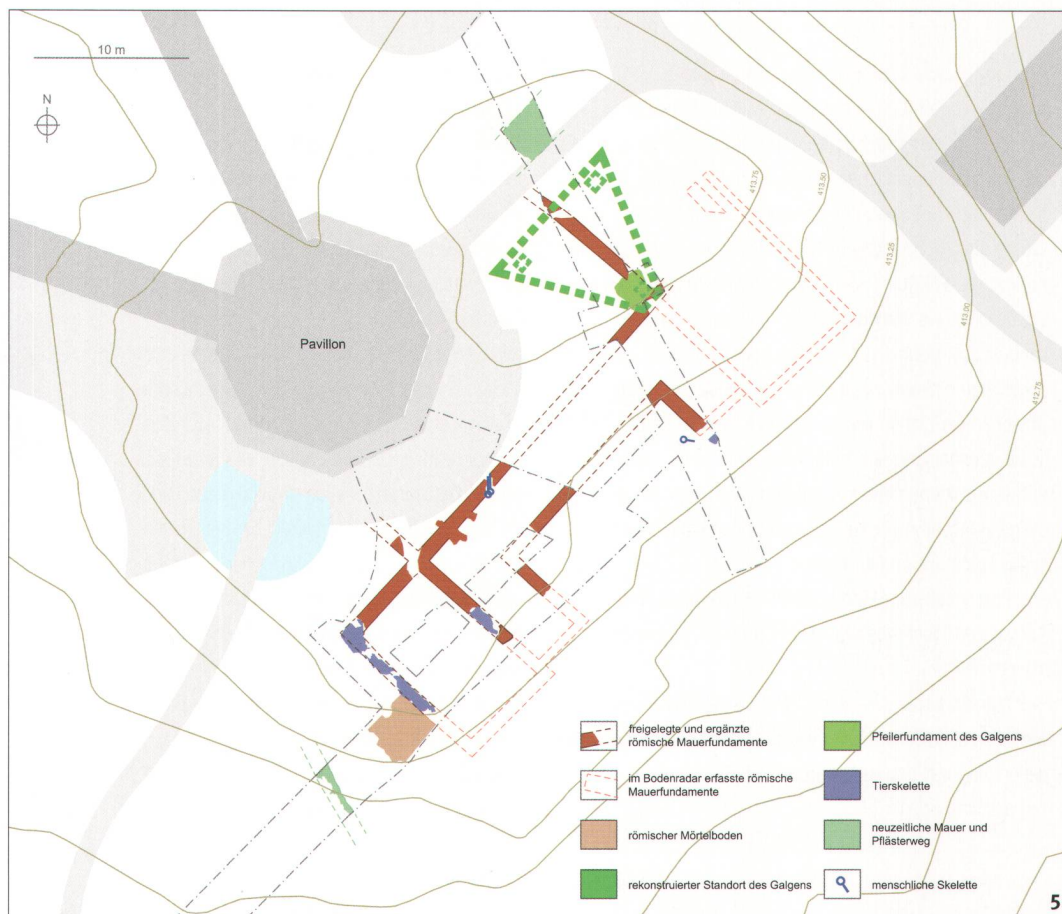 10 m
N
Pavillon
413.75
413.50
413.25
413.00
412.75
freigelegte und ergänzte
römische Mauerfundamente
im Bodenradar erfasste römische
Mauerfundamente
römischer Mörtelboden
rekonstruierter Standort des Galgens
Pfeilerfundament des Galgens
Tierskelette
neuzeitliche Mauer und
Pflästerweg
menschliche Skelette
5